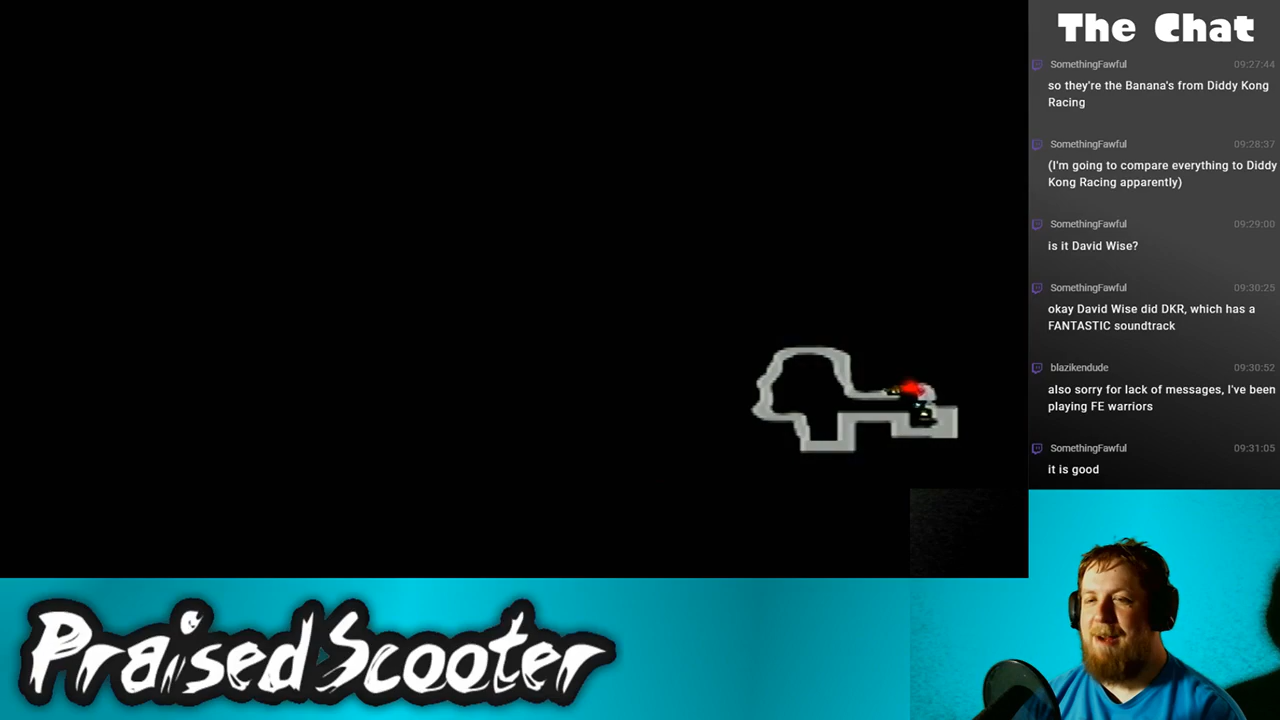 The Chat
SomethingFawful 09:27:44
so they're the Banana's from Diddy Kong
Racing
SomethingFawful 09:28:37
(I'm going to compare everything to Diddy
Kong Racing apparently)
SomethingFawful 09:29:00
is it David Wise?
SomethingFawful 09:30:25
okay David Wise did DKR, which has a
FANTASTIC soundtrack
blazikendude 09:30:52
also sorry for lack of messages, I've been
playing FE warriors
SomethingFawful 09:31:05
it is good
PraisedScooter